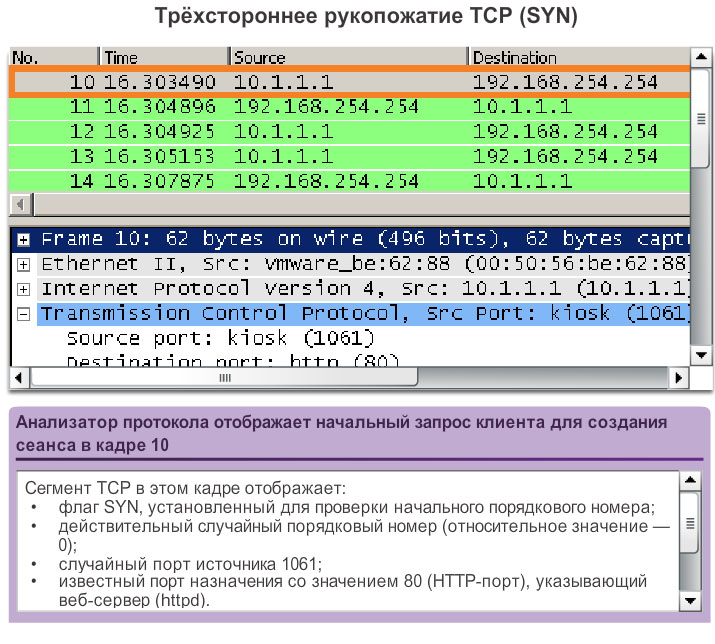 Трёхстороннее рукопожатие TCP (SYN)
No. Time Source Destination
10 16.303490 10.1.1.1 192.168.254.254
11 16.304896 192.168.254.254 10.1.1.1
12 16.304925 10.1.1.1 192.168.254.254
13 16.305153 10.1.1.1 192.168.254.254
14 16.307875 192.168.254.254 10.1.1.1
Frame 10: 62 bytes on wire (496 bits), 62 bytes capt
Ethernet II, Src: vmware_be:62:88 (00:50:56:be:62:88
Internet Protocol Version 4, Src: 10.1.1.1 (10.1.1.1
Transmission Control Protocol, Src Port: kiosk (1061
Source port: kiosk (1061)
Destination port: http (80)
Анализатор протокола отображает начальный запрос клиента для создания
сеанса в кадре 10
Сегмент TCP в этом кадре отображает:
• флаг SYN, установленный для проверки начального порядкового номера;
• действительный случайный порядковый номер (относительное значение —
0);
• случайный порт источника 1061;
• известный порт назначения со значением 80 (HTTP-порт), указывающий
веб-сервер (httpd).